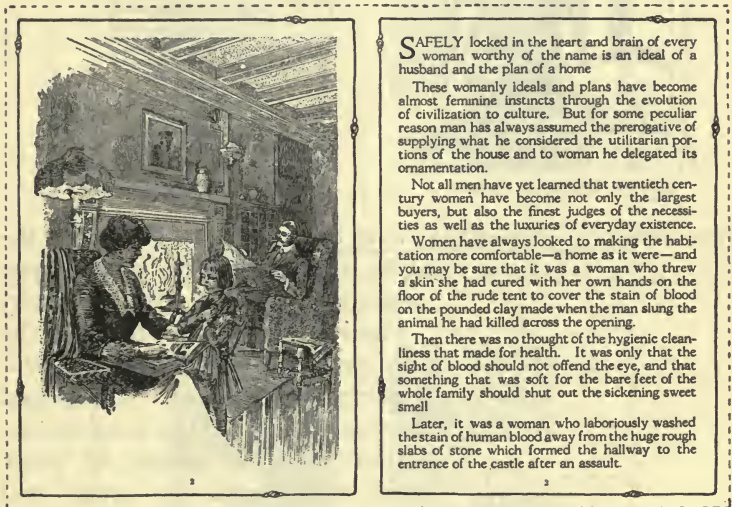 SAFELY locked in the heart and brain of every
woman worthy of the name is an ideal of a
husband and the plan of a home
These womanly ideals and plans have become
almost feminine instincts through the evolution
of civilization to culture. But for some peculiar
reason man has always assumed the prerogative of
supplying what he considered the utilitarian por-
tions of the house and to woman he delegated its
ornamentation.
Not all men have yet learned that twentieth cen-
tury women have become not only the largest
buyers, but also the finest judges of the necessi-
ties as well as the luxuries of everyday existence.
Women have always looked to making the habi-
tation more comfortable—a home as it were—and
you may be sure that it was a woman who threw
a skin she had cured with her own hands on the
floor of the rude tent to cover the stain of blood
on the pounded clay made when the man slung the
animal he had killed across the opening.
Then there was no thought of the hygienic clean-
liness that made for health. It was only that the
sight of blood should not offend the eye, and that
something that was soft for the bare feet of the
whole family should shut out the sickening sweet
smell
Later, it was a woman who laboriously washed
the stain of human blood away from the huge rough
slabs of stone which formed the hallway to the
entrance of the castle after an assault.